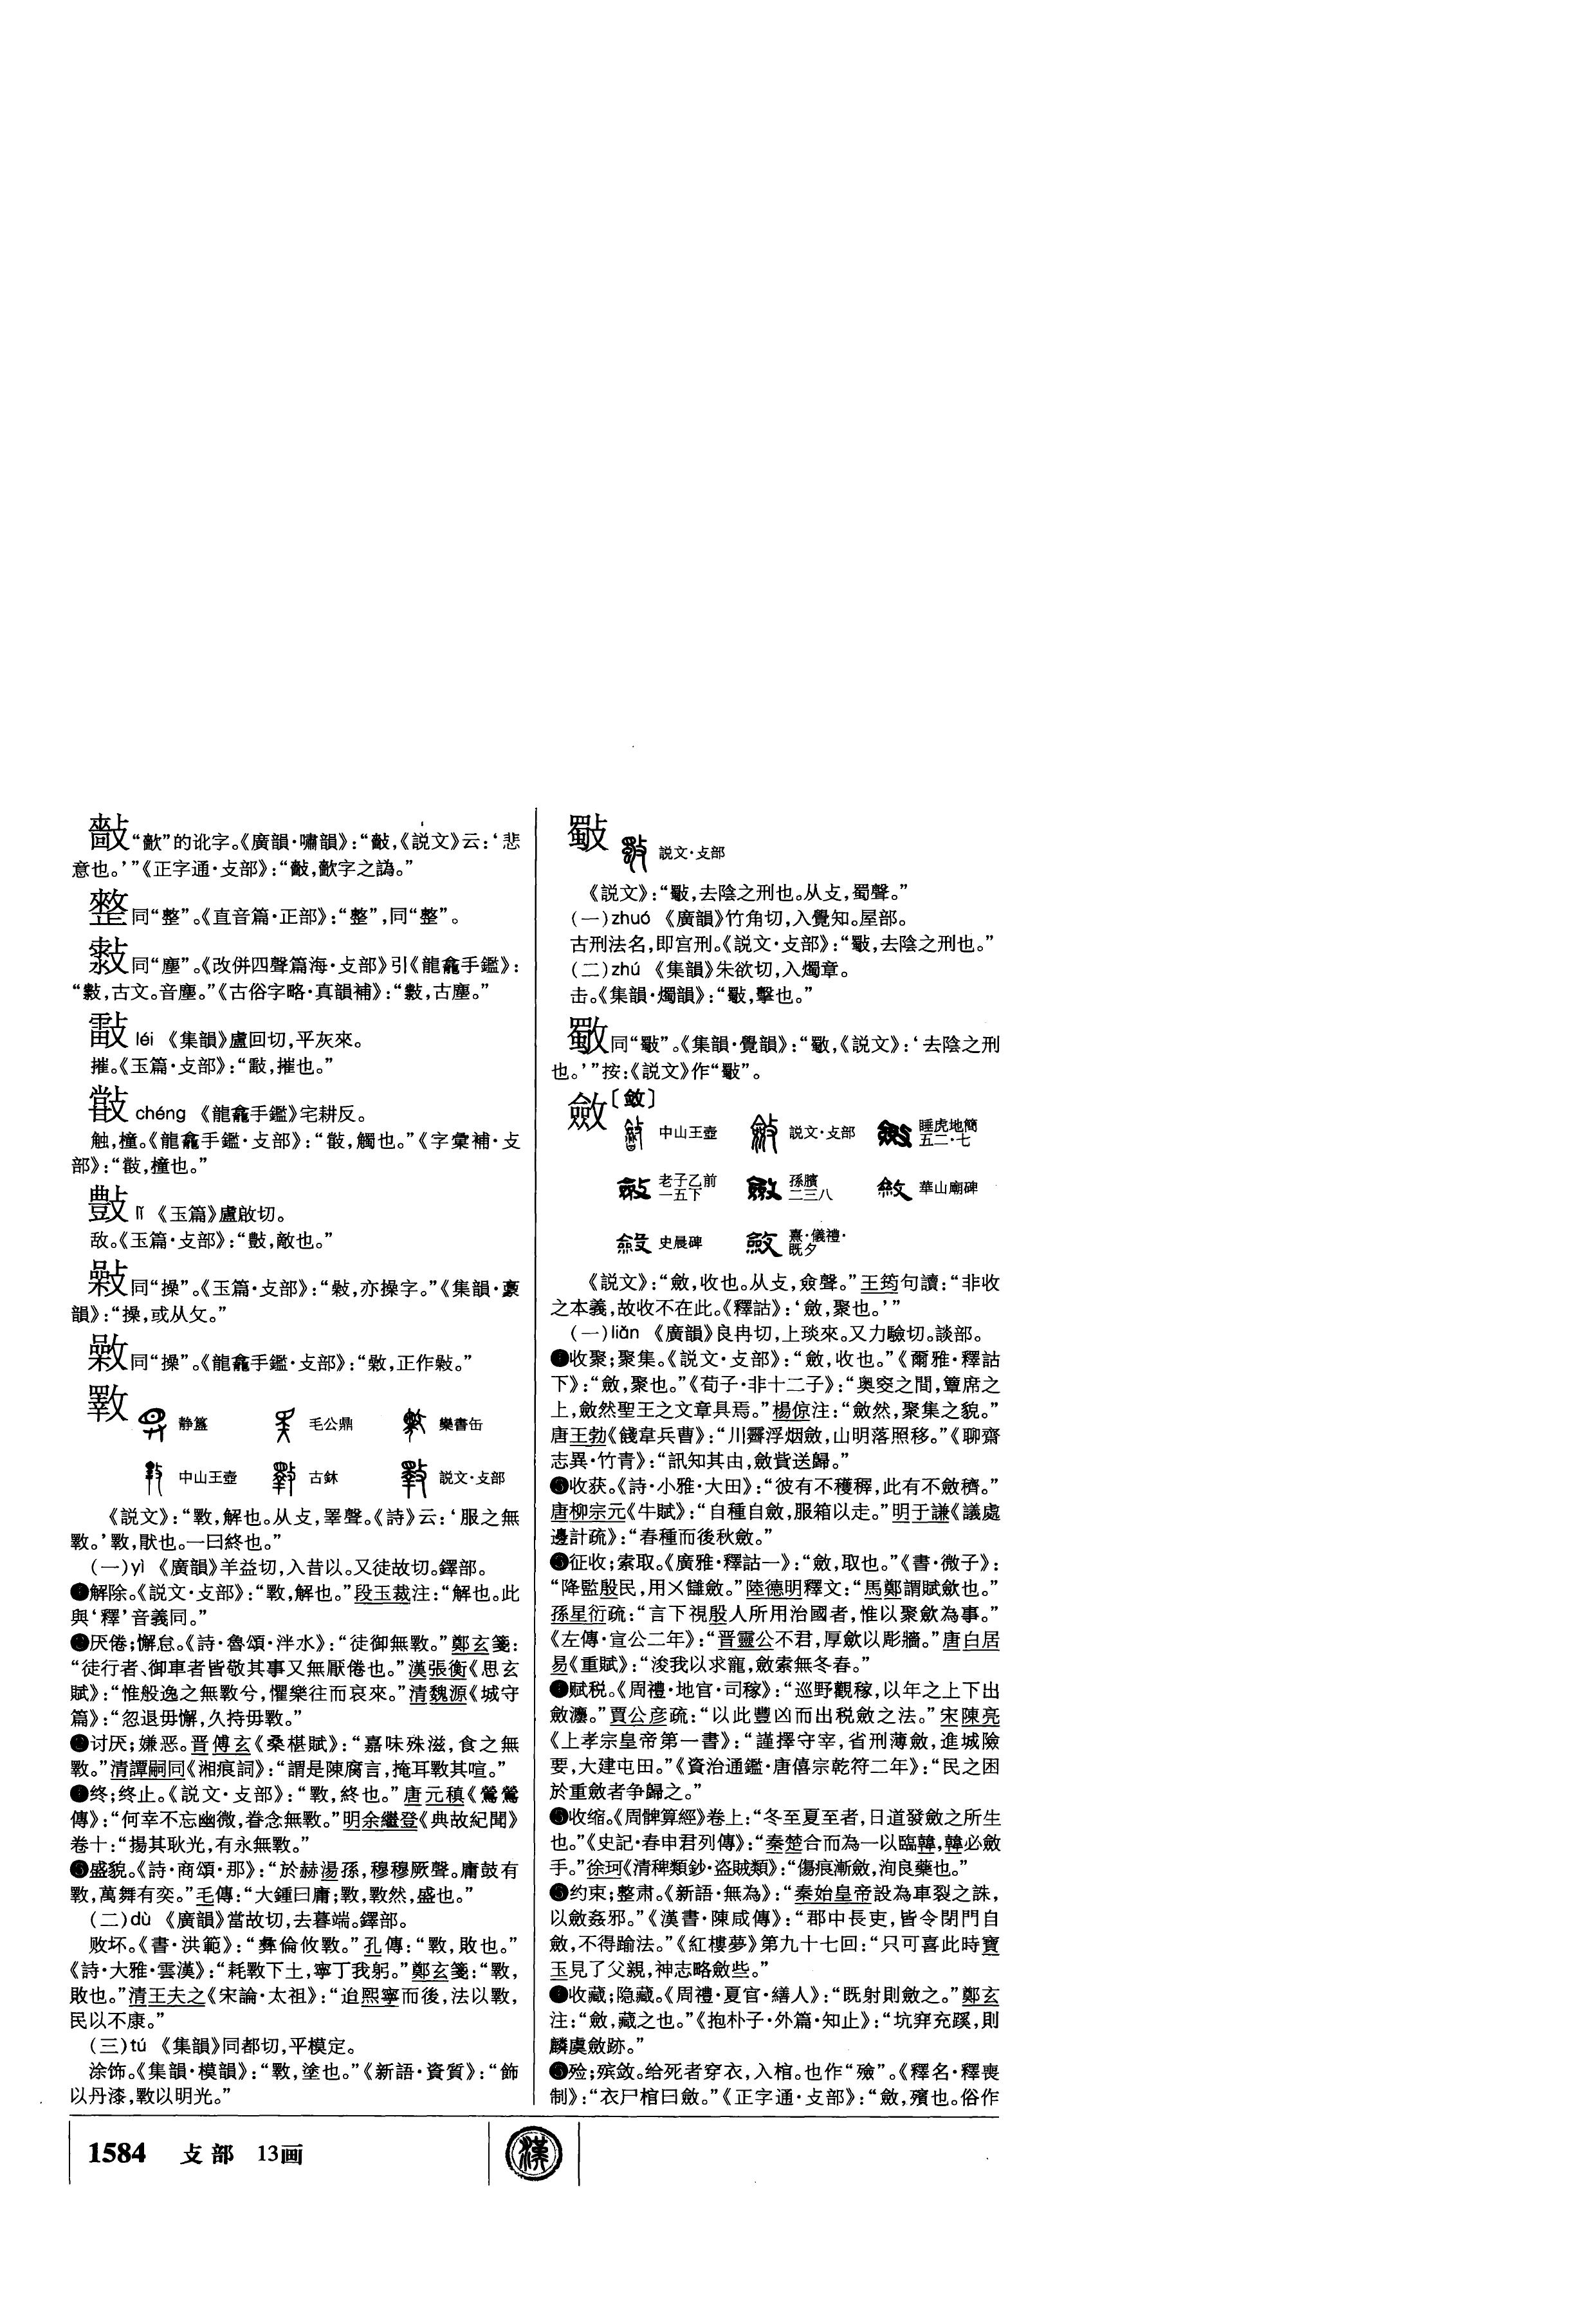 “歗”的讹字。《廣韻·嘯韻》:“,《説文》云:‘悲
意也。’”《正字通·攴部》:“,歗字之譌。”
同“整”。《直音篇·正部》:“整”,同“整”。
同“塵”。《改併四聲篇海·攴部》引《龍龕手鑑》:
“,古文。音塵。”《古俗字略·真韻補》:“,古塵。”
léi 《集韻》盧回切,平灰來。
摧。《玉篇·攴部》:“,摧也。”
chéng 《龍龕手鑑》宅耕反。
触,橦。《龍龕手鑑·攴部》:“,觸也。”《字彙補·攴
部》:“,橦也。”
lǐ 《玉篇》盧啟切。
敌。《玉篇·攴部》:“,敵也。”
同“操”。《玉篇·攴部》:“,亦操字。”《集韻·
韻》:“操,或从攵。”
同“操”。《龍龕手鑑·攴部》:“,正作。”
斁 静簋 毛公鼎 欒書缶
中山王壺 古鉥 説文·攴部
《説文》:“斁,解也。从攴,睪聲。《詩》云:‘服之無
斁。’斁,猒也。一曰終也。”
(一)yì 《廣韻》羊益切,入昔以。又徒故切。鐸部。
❶解除。《説文·攴部》:“斁,解也。”段玉裁注:“解也。此
與‘釋’音義同。”
❷厌倦;懈怠。《詩·魯頌·泮水》:“徒御無斁。”鄭玄箋:
“徒行者、御車者皆敬其事又無厭倦也。”漢張衡《思玄
賦》:“惟般逸之無斁兮,懼樂往而哀來。”清魏源《城守
篇》:“忽退毋懈,久持毋斁。”
❸讨厌;嫌恶。晋傅玄《桑椹賦》:“嘉味殊滋,食之無
斁。”清譚嗣同《湘痕詞》:“謂是陳腐言,掩耳斁其喧。”
❹终;终止。《説文·攴部》:“斁,終也。”唐元稹《鶯鶯
傳》:“何幸不忘幽微,眷念無斁。”明余繼登《典故紀聞》
卷十:“揚其耿光,有永無斁。”
❺盛貌。《詩·商頌·那》:“於赫湯孫,穆穆厥聲。庸鼓有
斁,萬舞有奕。”毛傳:“大鍾曰庸;斁,斁然,盛也。”
(二)dù 《廣韻》當故切,去暮端。鐸部。
败坏。《書·洪範》:“彝倫攸斁。”孔傳:“斁,敗也。”
《詩·大雅·雲漢》:“耗斁下土,寧丁我躬。”鄭玄箋:“斁,
敗也。”清王夫之《宋論·太祖》:“迨熙寧而後,法以斁,
民以不康。”
(三)tú 《集韻》同都切,平模定。
涂饰。《集韻·模韻》:“斁,塗也。”《新語·資質》:“飾
以丹漆,斁以明光。”
斀 説文·攴部
《説文》:“斀,去陰之刑也。从攴,蜀聲。”
(一)zhuó 《廣韻》竹角切,入覺知。屋部。
古刑法名,即宫刑。《説文·攴部》:“斀,去陰之刑也。”
(二)zhú 《集韻》朱欲切,入燭章。
击。《集韻·燭韻》:“斀,擊也。”
同“斀”。《集韻·覺韻》:“,《説文》:‘去陰之刑
也。’”按:《説文》作“斀”。
斂〔敛〕
中山王壺 説文·攴部 睡虎地簡五二·七
老子乙前一五下 孫臏二三八 華山廟碑
史晨碑 熹·儀禮·既夕
《説文》:“斂,收也。从攴,僉聲。”王筠句讀:“非收
之本義,故收不在此。《釋詁》:‘斂,聚也。’”
(一)liǎn 《廣韻》良冉切,上琰來。又力驗切。談部。
❶收聚;聚集。《説文·攴部》:“斂,收也。”《爾雅·釋詁
下》:“斂,聚也。”《荀子·非十二子》:“奥窔之間,簟席之
上,斂然聖王之文章具焉。”楊倞注:“斂然,聚集之貌。”
唐王勃《餞韋兵曹》:“川霽浮烟斂,山明落照移。”《聊齋
志異·竹青》:“訊知其由,斂貲送歸。”
❷收获。《詩·小雅·大田》:“彼有不穫穉,此有不斂穧。”
唐柳宗元《牛賦》:“自種自斂,服箱以走。”明于謙《議處
邊計疏》:“春種而後秋斂。”
❸征收;索取。《廣雅·釋詁一》:“斂,取也。”《書·微子》:
“降監殷民,用乂讎斂。”陸德明釋文:“馬鄭謂賦斂也。”
孫星衍疏:“言下視殷人所用治國者,惟以聚歛為事。”
《左傳·宣公二年》:“晋靈公不君,厚歛以彫牆。”唐白居
易《重賦》:“浚我以求寵,斂索無冬春。”
❹赋税。《周禮·地官·司稼》:“巡野觀稼,以年之上下出
斂灋。”賈公彦疏:“以此豐凶而出税斂之法。”宋陳亮
《上孝宗皇帝第一書》:“謹擇守宰,省刑薄斂,進城險
要,大建屯田。”《資治通鑑·唐僖宗乾符二年》:“民之困
於重斂者争歸之。”
❺收缩。《周髀算經》卷上:“冬至夏至者,日道發斂之所生
也。”《史記·春申君列傳》:“秦楚合而為一以臨韓,韓必斂
手。”徐珂《清稗類鈔·盗賊類》:“傷痕漸斂,洵良藥也。”
❻约束;整肃。《新語·無為》:“秦始皇帝設為車裂之誅,
以斂姦邪。”《漢書·陳咸傳》:“郡中長吏,皆令閉門自
斂,不得踰法。”《紅樓夢》第九十七回:“只可喜此時寶
玉見了父親,神志略斂些。”
❼收藏;隐藏。《周禮·夏官·繕人》:“既射則斂之。”鄭玄
注:“斂,藏之也。”《抱朴子·外篇·知止》:“坑穽充蹊,則
麟虞斂跡。”
❽殓;殡敛。给死者穿衣,入棺。也作“殮”。《釋名·釋喪
制》:“衣尸棺曰斂。”《正字通·攴部》:“斂,殯也。俗作
1584 攴部 13画
漢